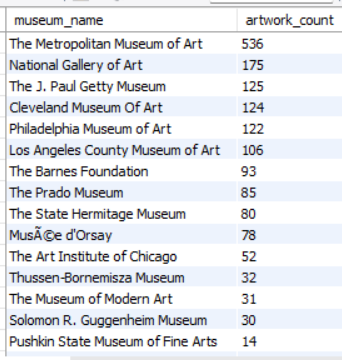 museum_name artwork_count
The Metropolitan Museum of Art 536
National Gallery of Art 175
The J. Paul Getty Museum 125
Cleveland Museum Of Art 124
Philadelphia Museum of Art 122
Los Angeles County Museum of Art 106
The Barnes Foundation 93
The Prado Museum 85
The State Hermitage Museum 80
MusÃ©e d'Orsay 78
The Art Institute of Chicago 52
Thussen-Bornemisza Museum 32
The Museum of Modern Art 31
Solomon R. Guggenheim Museum 30
Pushkin State Museum of Fine Arts 14